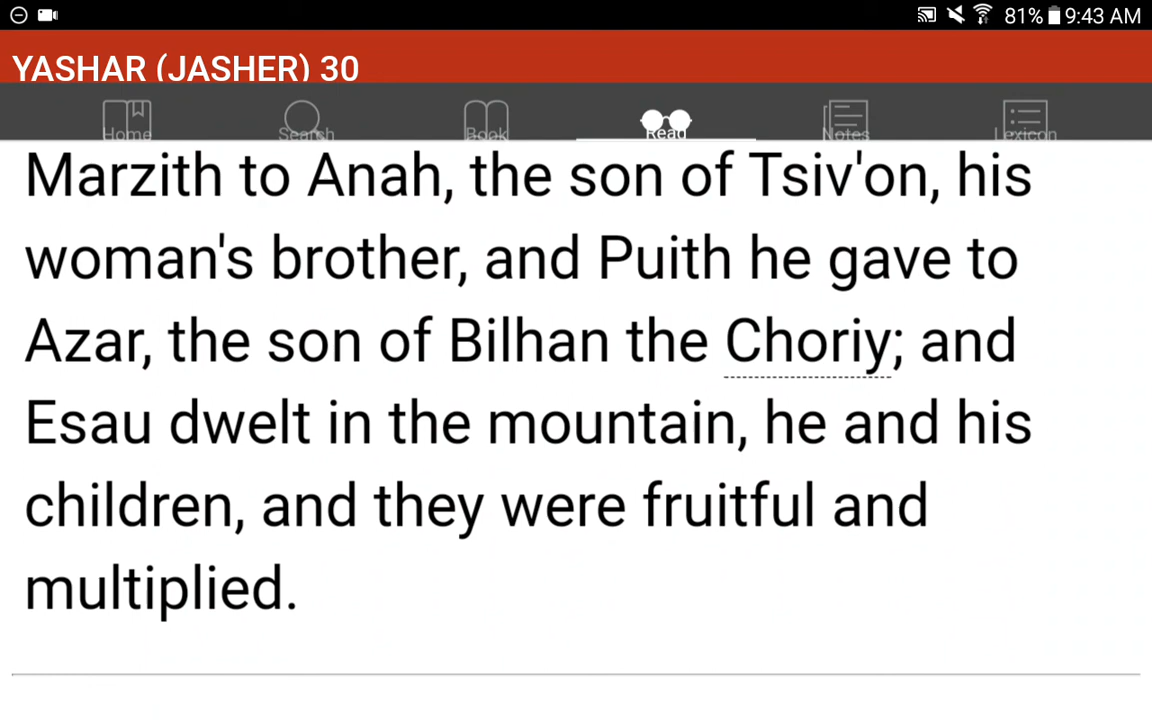 81% 9:43 AM
YASHAR (JASHER) 30
Home Search Book Read Notes Lexicon
Marzith to Anah, the son of Tsiv'on, his
woman's brother, and Puith he gave to
Azar, the son of Bilhan the Choriy; and
Esau dwelt in the mountain, he and his
children, and they were fruitful and
multiplied.